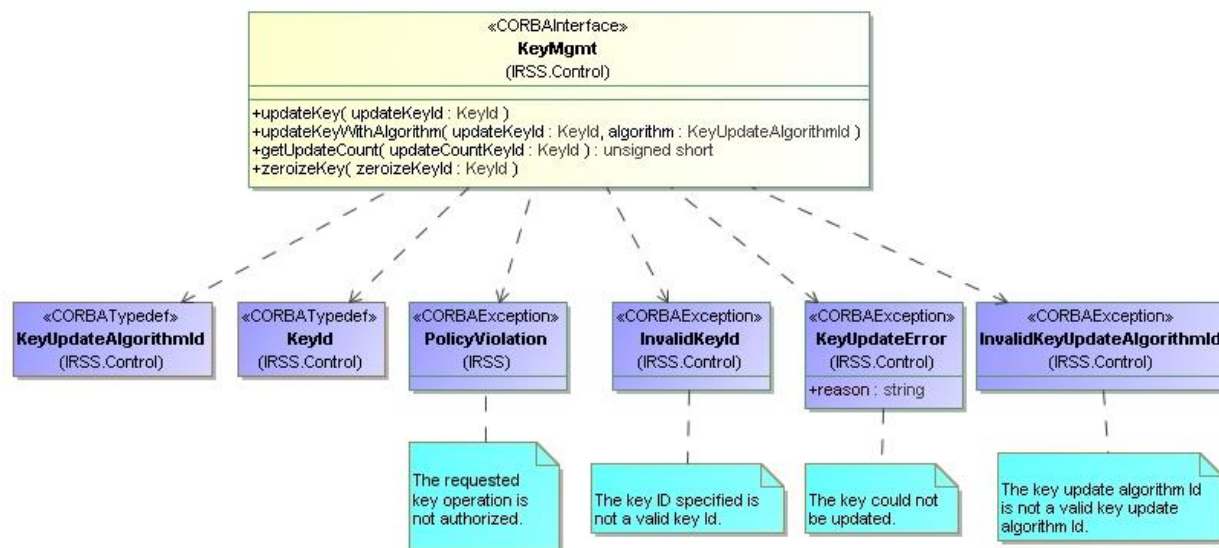 «CORBAInterface»
KeyMgmt
(IRSS.Control)
+updateKey( updateKeyId : KeyId )
+updateKeyWithAlgorithm( updateKeyId : KeyId, algorithm : KeyUpdateAlgorithmId )
+getUpdateCount( updateCountKeyId : KeyId ) : unsigned short
+zeroizeKey( zeroizeKeyId : KeyId )
«CORBATypedef»
KeyUpdateAlgorithmId
(IRSS.Control)
«CORBATypedef»
KeyId
(IRSS.Control)
«CORBAException»
PolicyViolation
(IRSS)
«CORBAException»
InvalidKeyId
(IRSS.Control)
«CORBAException»
KeyUpdateError
(IRSS.Control)
+reason : string
«CORBAException»
InvalidKeyUpdateAlgorithmId
(IRSS.Control)
The requested
key operation is
not authorized.
The key ID specified is
not a valid key Id.
The key could not
be updated.
The key update algorithm Id
is not a valid key update
algorithm Id.